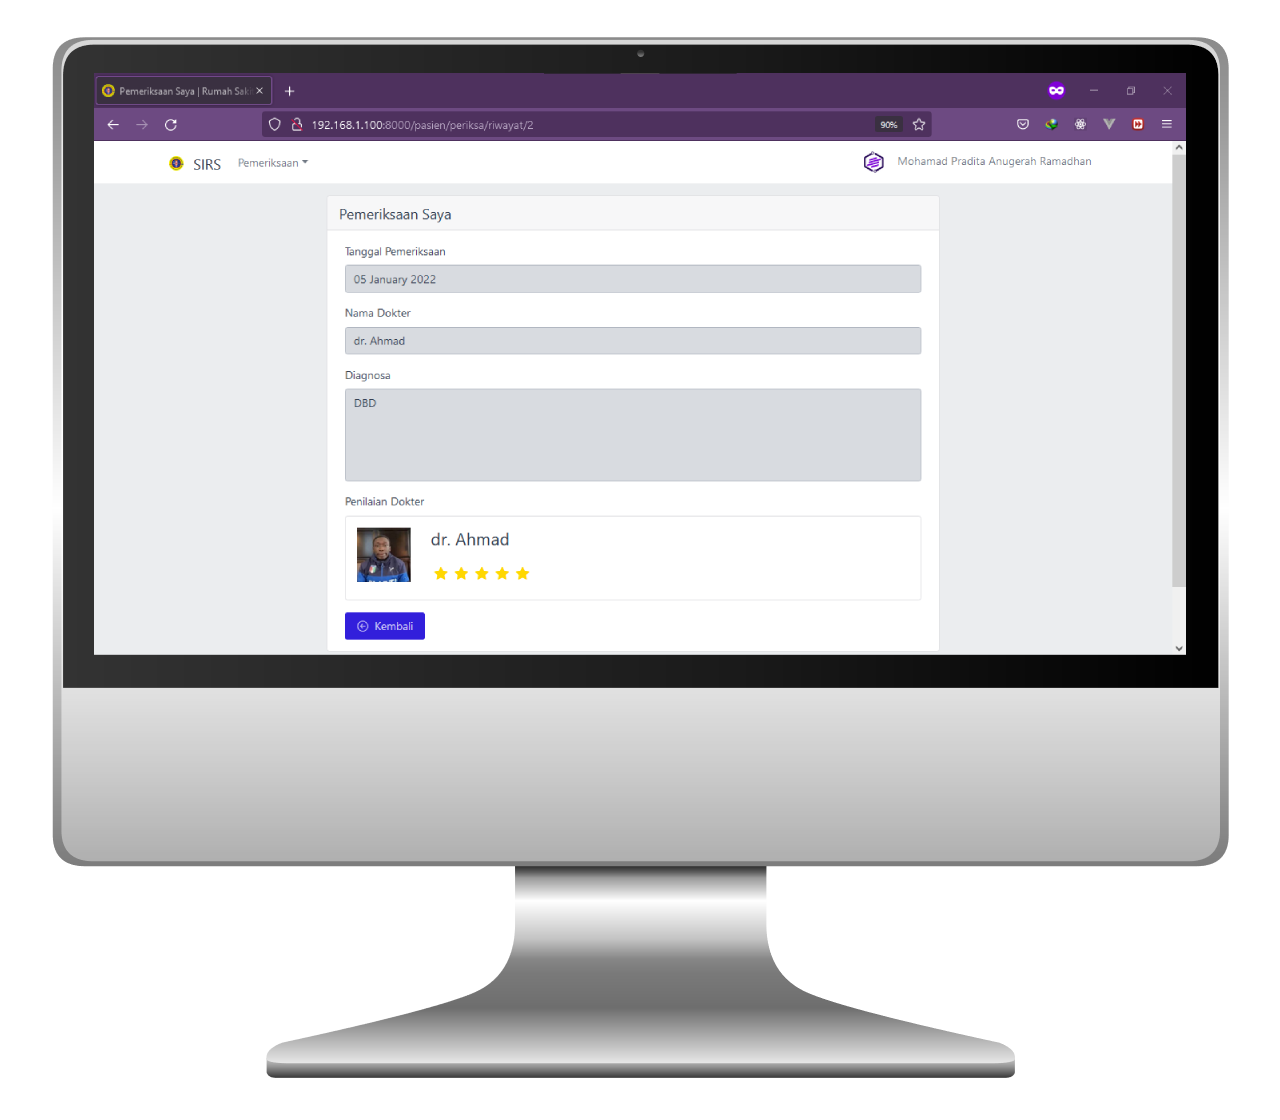 Pemeriksaan Saya | Rumah Saki
192.168.1.100:8000/pasien/periksa/riwayat/2
90%
SIRS
Pemeriksaan
Mohamad Pradita Anugerah Ramadhan
Pemeriksaan Saya
Tanggal Pemeriksaan
05 January 2022
Nama Dokter
dr. Ahmad
Diagnosa
DBD
Penilaian Dokter
dr. Ahmad
Kembali